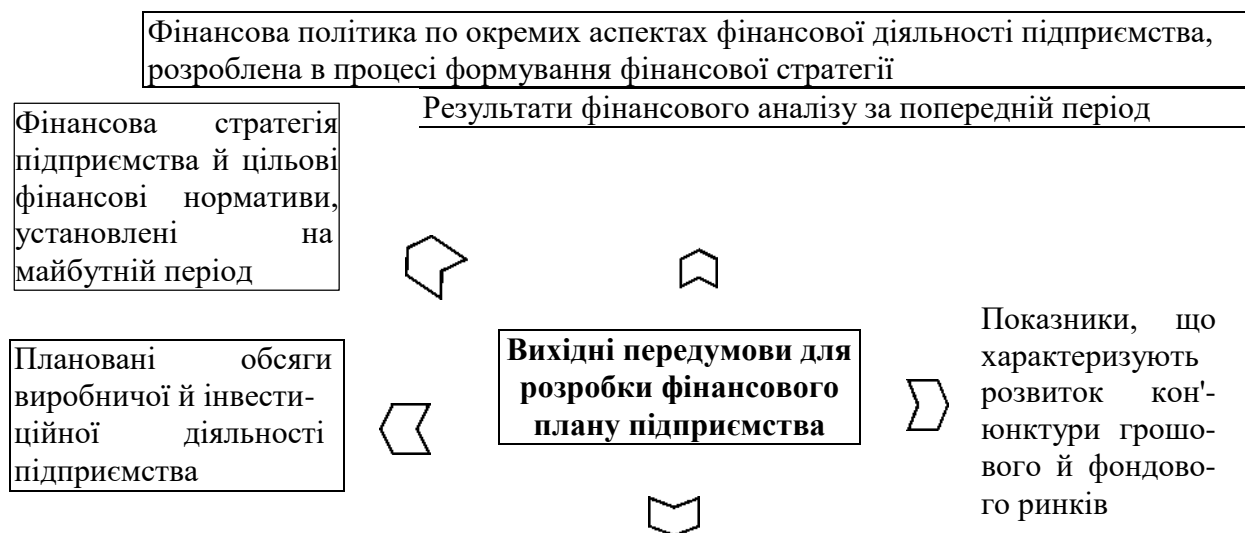 Фінансова політика по окремих аспектах фінансової діяльності підприємства,
розроблена в процесі формування фінансової стратегії
Результати фінансового аналізу за попередній період
Фінансова стратегія
підприємства й цільові
фінансові нормативи,
установлені на
майбутній період
Плановані обсяги
виробничої й інвести-
ційної діяльності
підприємства
Вихідні передумови для
розробки фінансового
плану підприємства
Показники, що
характеризують
розвиток кон'-
юнктури грошо-
вого й фондово-
го ринків